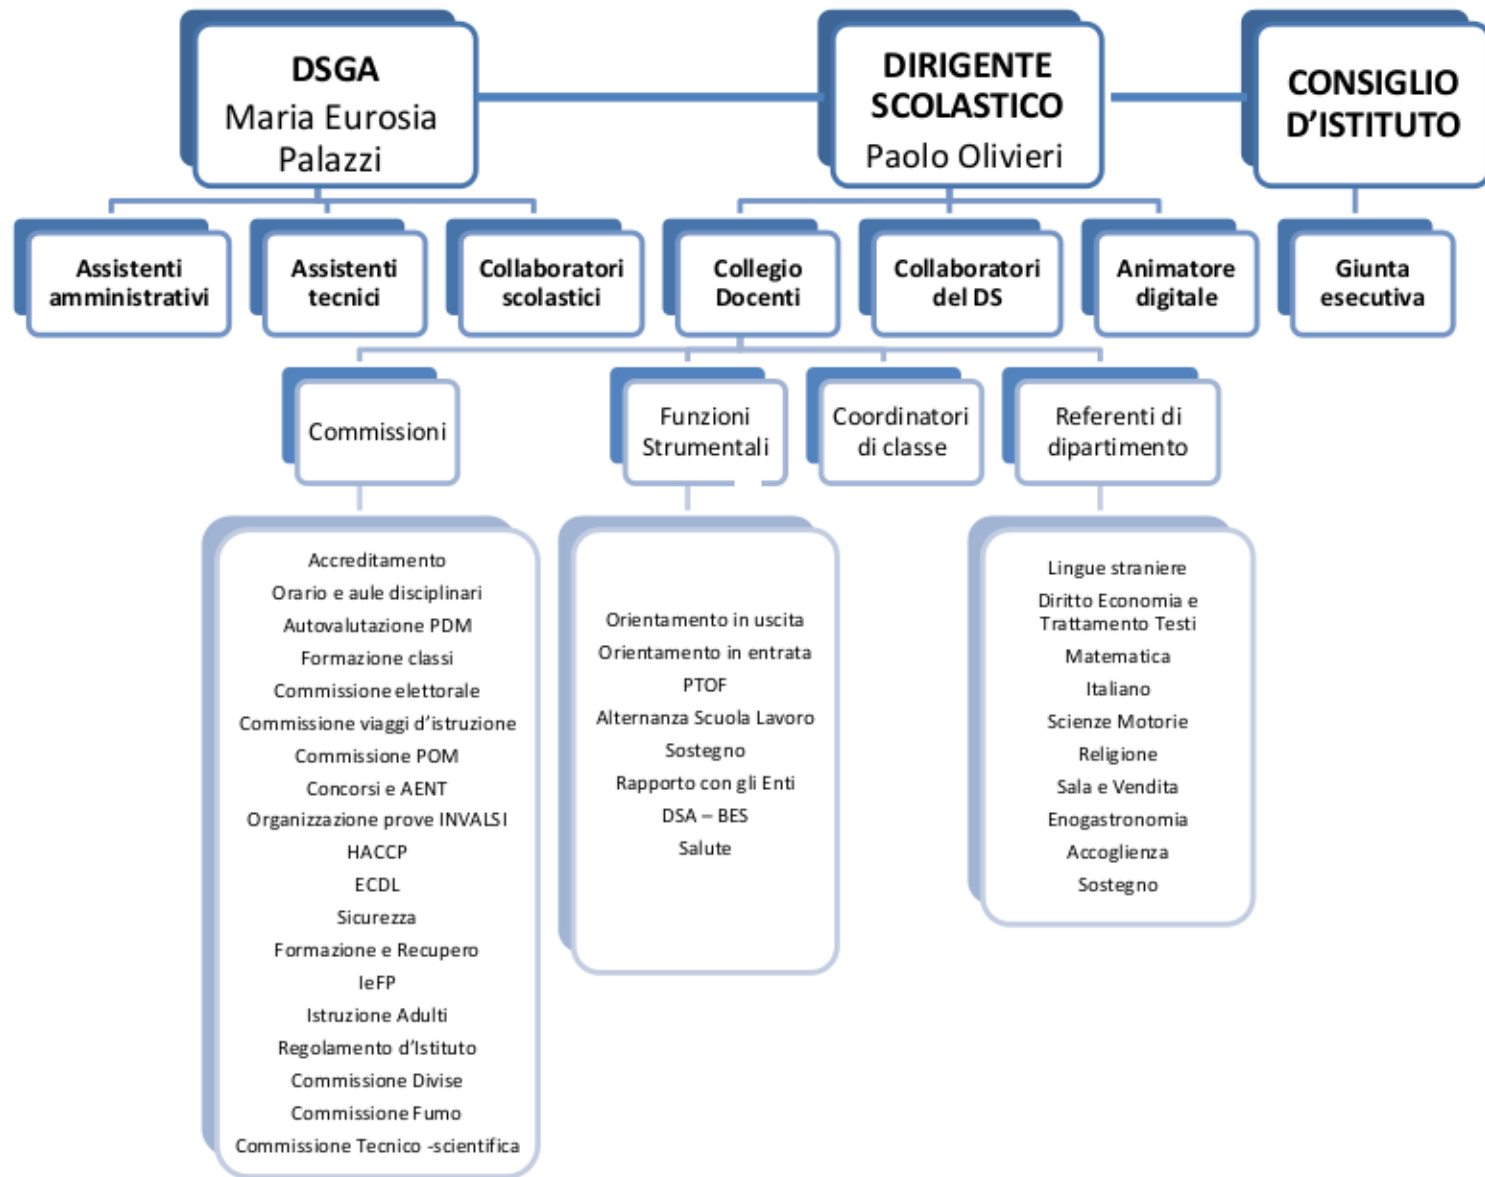 DSGA
Maria Eurosia
Palazzi
DIRIGENTE
SCOLASTICO
Paolo Olivieri
CONSIGLIO
D’ISTITUTO
Assistenti
amministrativi
Assistenti
tecnici
Collaboratori
scolastici
Collegio
Docenti
Collaboratori
del DS
Animatore
digitale
Giunta
esecutiva
Commissioni
Funzioni
Strumentali
Coordinatori
di classe
Referenti di
dipartimento
Accreditamento
Orario e aule disciplinari
Autovalutazione PDM
Formazione classi
Commissione elettorale
Commissione viaggi d’istruzione
Commissione POM
Concorsi e AENT
Organizzazione prove INVALSI
HACCP
ECDL
Sicurezza
Formazione e Recupero
IeFP
Istruzione Adulti
Regolamento d’Istituto
Commissione Divise
Commissione Fumo
Commissione Tecnico -scientifica
Orientamento in uscita
Orientamento in entrata
PTOF
Alternanza Scuola Lavoro
Sostegno
Rapporto con gli Enti
DSA – BES
Salute
Lingue straniere
Diritto Economia e
Trattamento Testi
Matematica
Italiano
Scienze Motorie
Religione
Sala e Vendita
Enogastronomia
Accoglienza
Sostegno